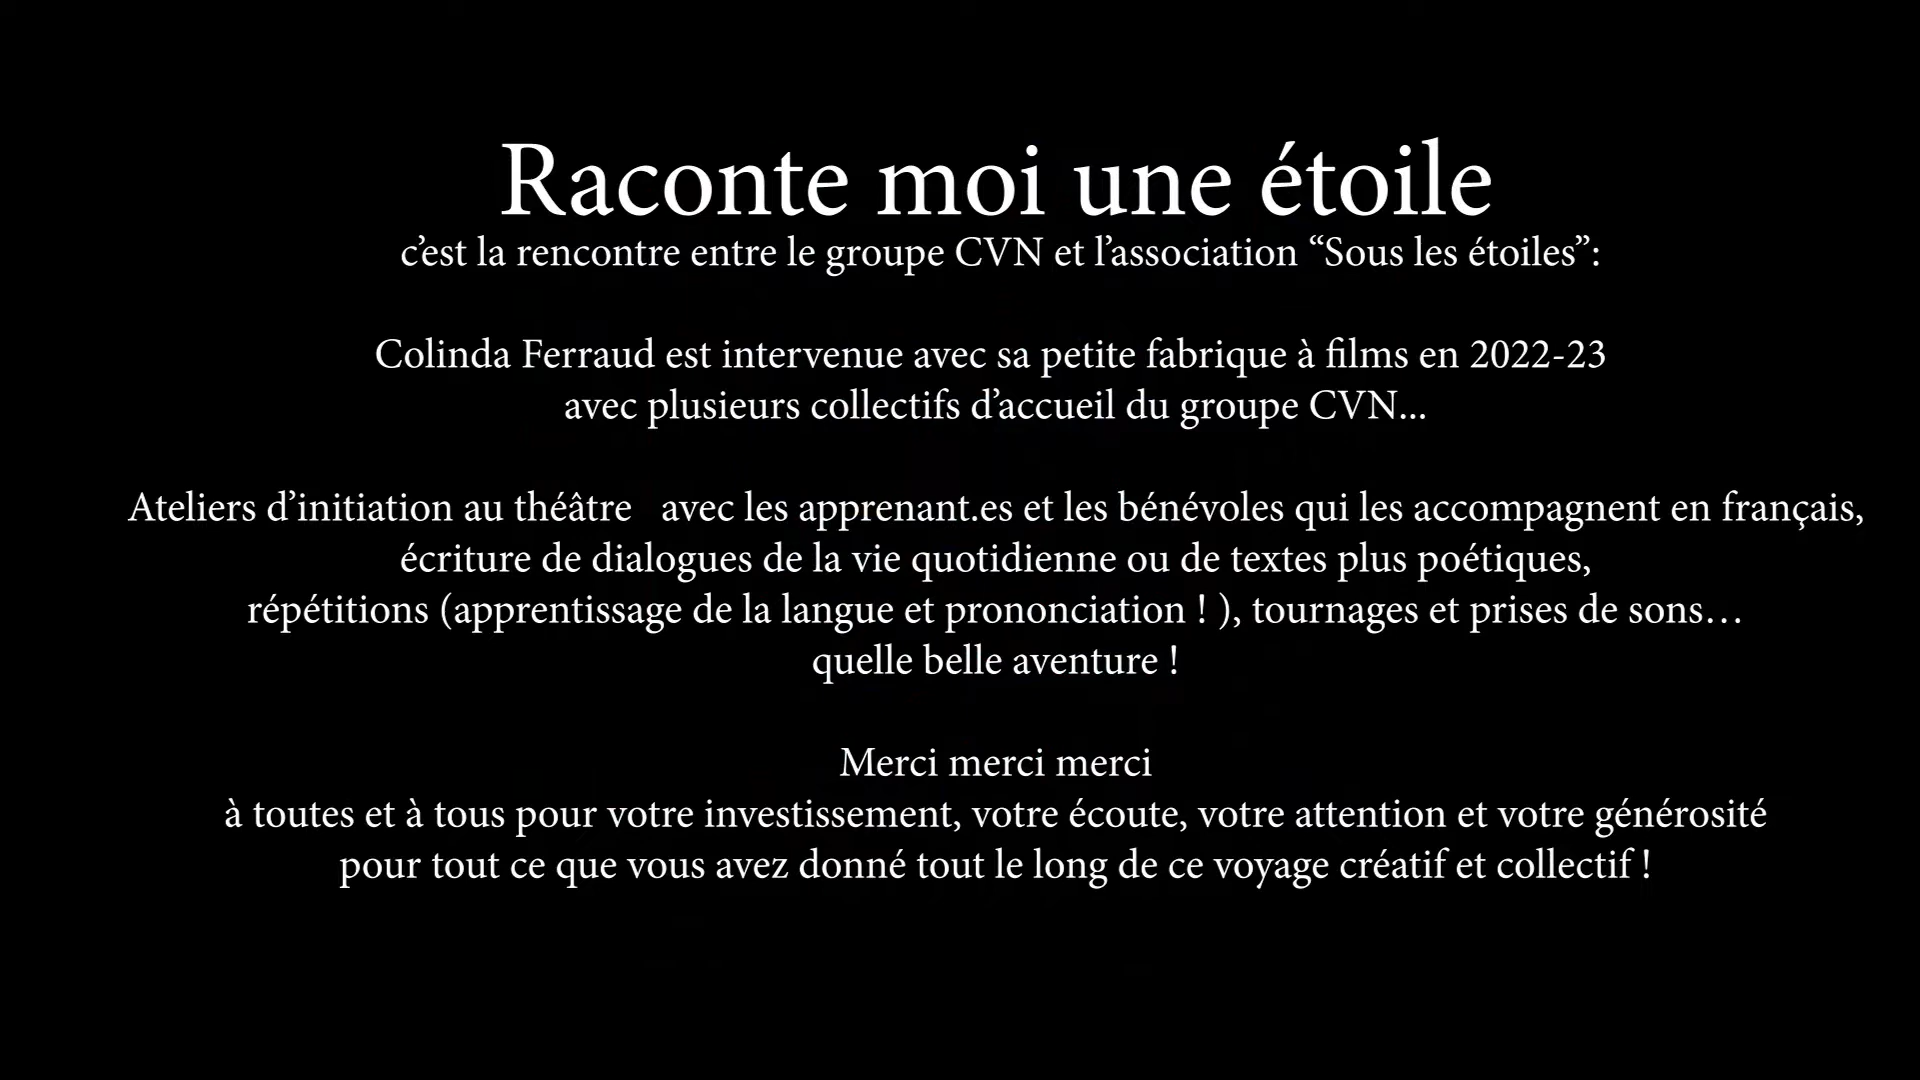 Raconte moi une étoile
c’est la rencontre entre le groupe CVN et l’association “Sous les étoiles”:
Colinda Ferraud est intervenue avec sa petite fabrique à films en 2022-23
avec plusieurs collectifs d’accueil du groupe CVN...
Ateliers d’initiation au théâtre   avec les apprenant.es et les bénévoles qui les accompagnent en français,
écriture de dialogues de la vie quotidienne ou de textes plus poétiques,
répétitions (apprentissage de la langue et prononciation ! ), tournages et prises de sons…
quelle belle aventure !
Merci merci merci
à toutes et à tous pour votre investissement, votre écoute, votre attention et votre générosité
pour tout ce que vous avez donné tout le long de ce voyage créatif et collectif !